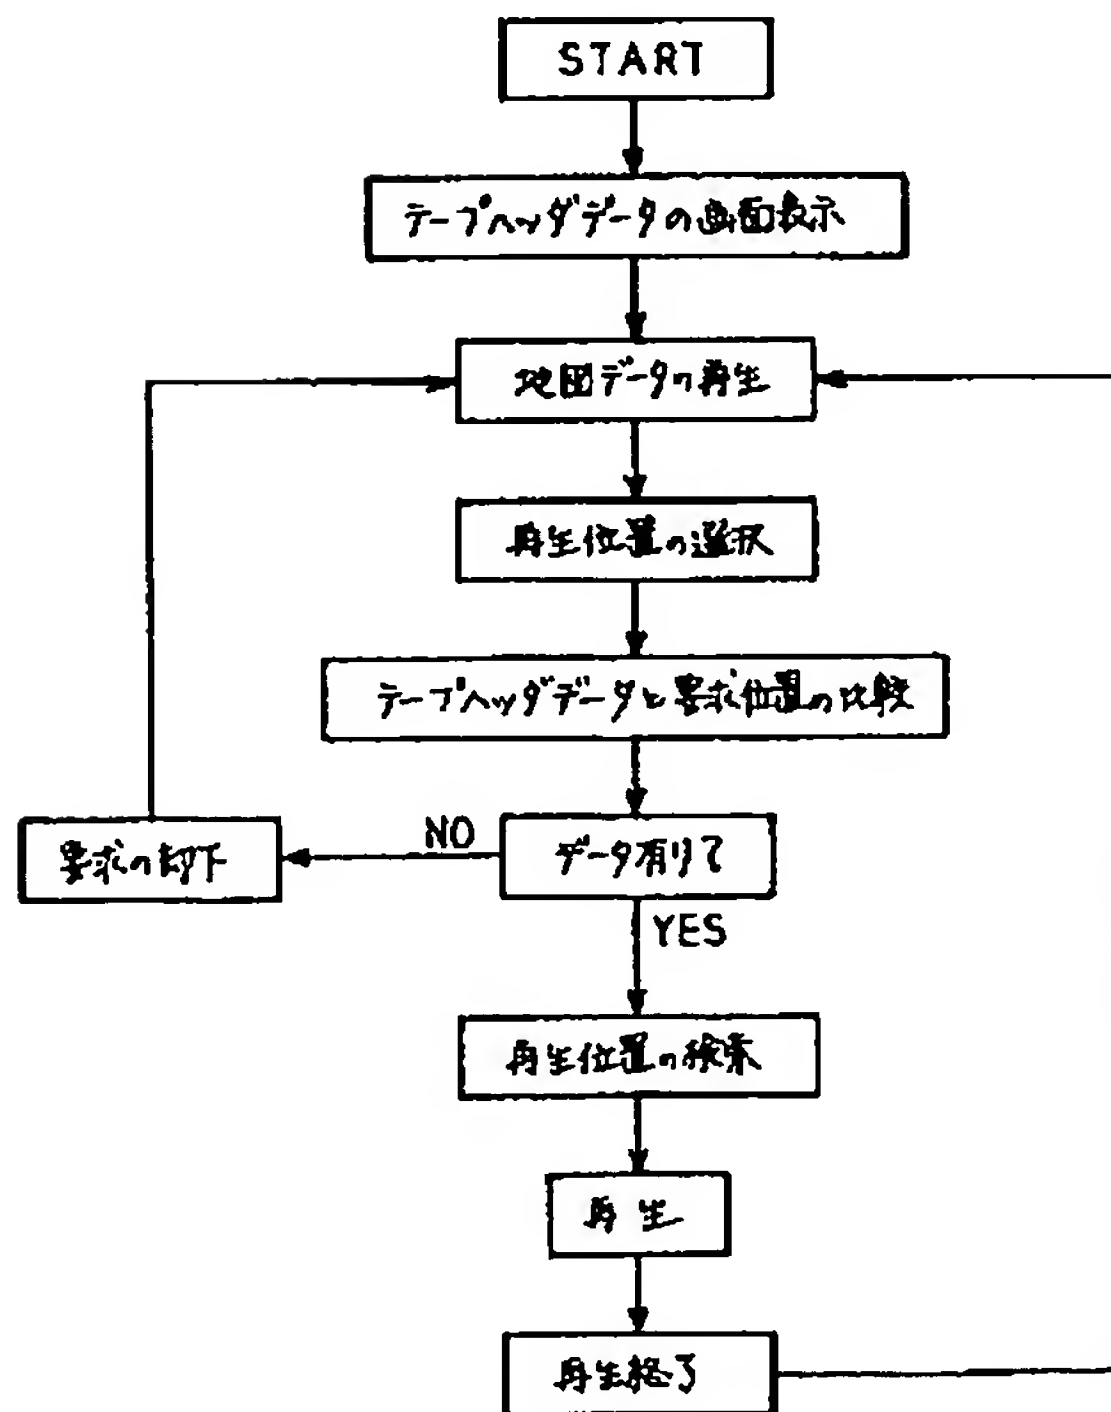 START
テープヘッダデータの画面表示
地図データの再生
再生位置の選択
テープヘッダデータと要求位置の比較
NO
データ有り?
要求の却下
YES
再生位置の検索
再生
再生終了